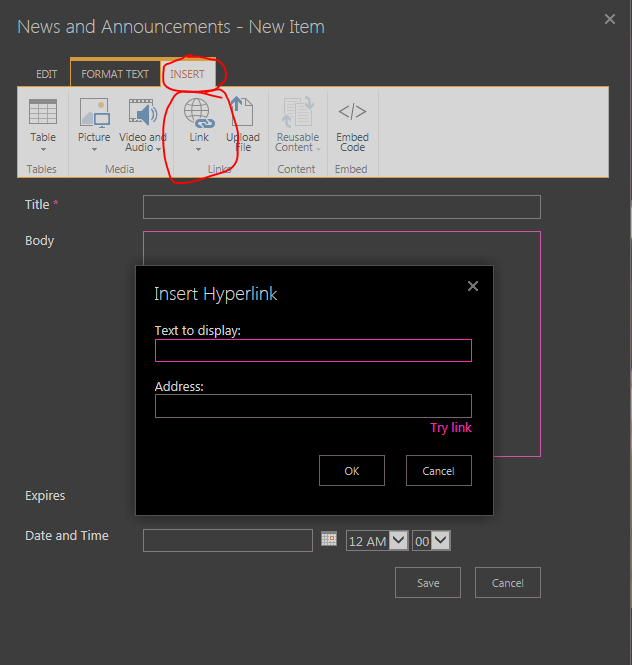 News and Announcements - New Item
EDIT FORMAT TEXT INSERT
Table Picture Video and Audio Link Upload File Reusable Content Embed Code
Tables Media Links Content Embed
Title *
Body
Insert Hyperlink
Text to display:
Address:
Try link
OK Cancel
Expires
Date and Time 12 AM 00
Save Cancel